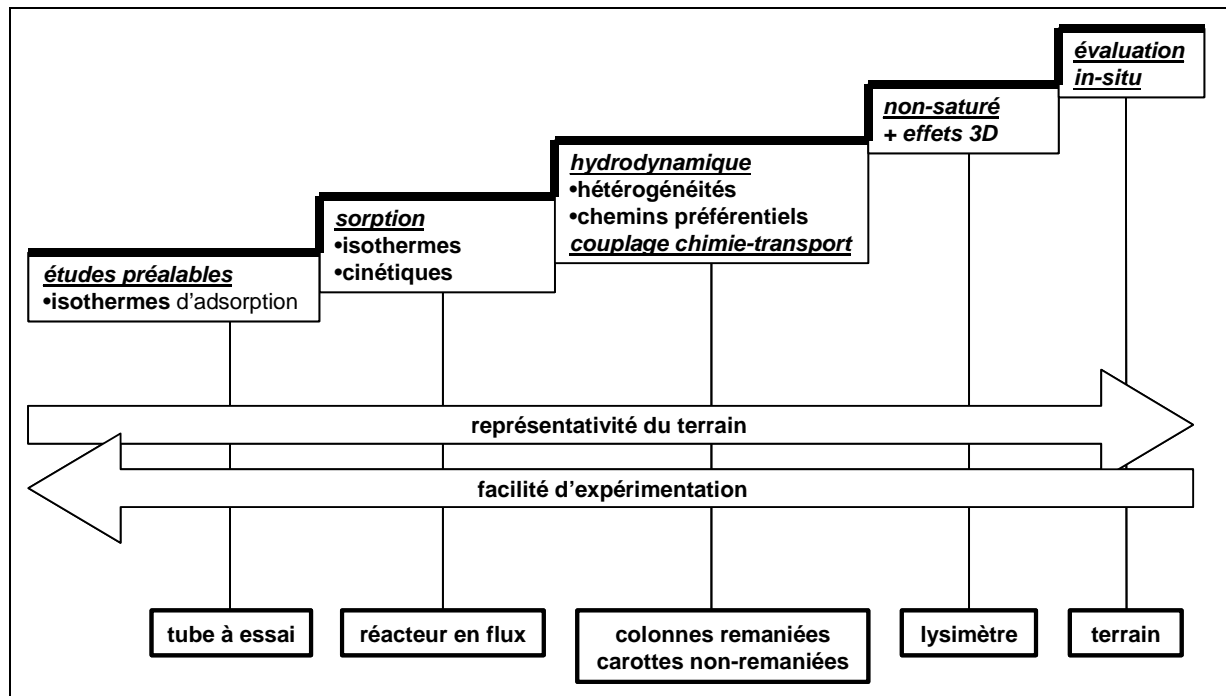 évaluation
in-situ
non-saturé
+ effets 3D
hydrodynamique
•hétérogénéités
•chemins préférentiels
couplage chimie-transport
sorption
•isothermes
•cinétiques
études préalables
•isothermes d’adsorption
représentativité du terrain
facilité d’expérimentation
tube à essai
réacteur en flux
colonnes remaniées
carottes non-remaniées
lysimètre
terrain